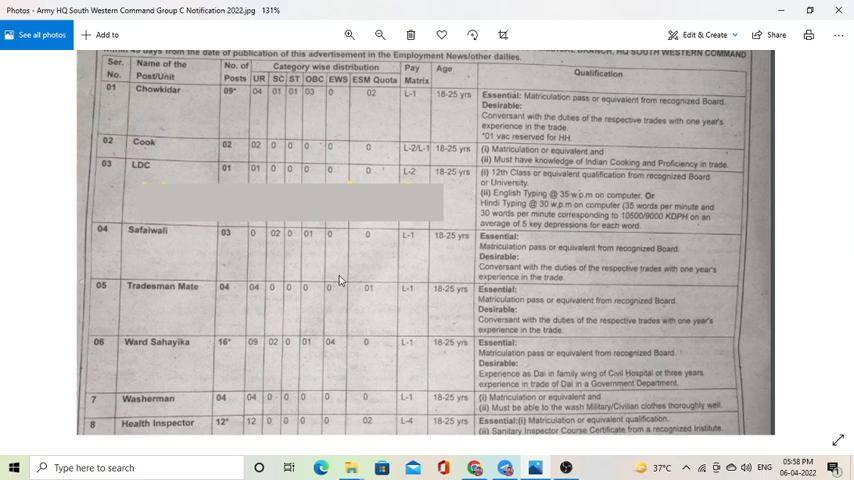 Photos - Army HQ South Western Command Group C Notification 2022.jpg 131%
See all photos
Add to
Edit & Create
Share
within 45 days from the date of publication of this advertisement in the Employment News/other dailies.
BRANCH, HQ SOUTH WESTERN COMMAND
Ser. No. Name of the Post/Unit No. of Posts Category wise distribution Pay Matrix Age Qualification
UR SC ST OBC EWS ESM Quota
01 Chowkidar 09* 04 01 01 03 0 02 L-1 18-25 yrs Essential: Matriculation pass or equivalent from recognized Board.
Desirable:
Conversant with the duties of the respective trades with one year's
experience in the trade.
*01 vac reserved for HH.
02 Cook 02 02 0 0 0 0 0 L-2/L-1 18-25 yrs (i) Matriculation or equivalent and
(ii) Must have knowledge of Indian Cooking and Proficiency in trade.
03 LDC 01 01 0 0 0 0 0 L-2 18-25 yrs (i) 12th Class or equivalent qualification from recognized Board
or University.
(ii) English Typing @ 35 w.p.m on computer. Or
Hindi Typing @ 30 w.p.m on computer (35 words per minute and
30 words per minute corresponding to 10500/9000 KDPH on an
average of 5 key depressions for each word.
04 Safaiwali 03 0 02 0 01 0 0 L-1 18-25 yrs Essential:
Matriculation pass or equivalent from recognized Board.
Desirable:
Conversant with the duties of the respective trades with one year's
experience in the trade.
05 Tradesman Mate 04 04 0 0 0 0 01 L-1 18-25 yrs Essential:
Matriculation pass or equivalent from recognized Board.
Desirable:
Conversant with the duties of the respective trades with one year's
experience in the trade.
06 Ward Sahayika 16* 09 02 0 01 04 0 L-1 18-25 yrs Essential:
Matriculation pass or equivalent from recognized Board.
Desirable:
Experience as Dai in family wing of Civil Hospital or three years
experience in trade of Dai in a Government Department.
7 Washerman 04 04 0 0 0 0 0 L-1 18-25 yrs (i) Matriculation or equivalent and
(ii) Must be able to the wash Military/Civilian clothes thoroughly well.
8 Health Inspector 12* 12 0 0 0 0 02 L-4 18-25 yrs Essential:(i) Matriculation or equivalent qualification.
(ii) Sanitary Inspector Course Certificate from a recognized Institute.
Type here to search
37°C
ENG
05:58 PM
06-04-2022